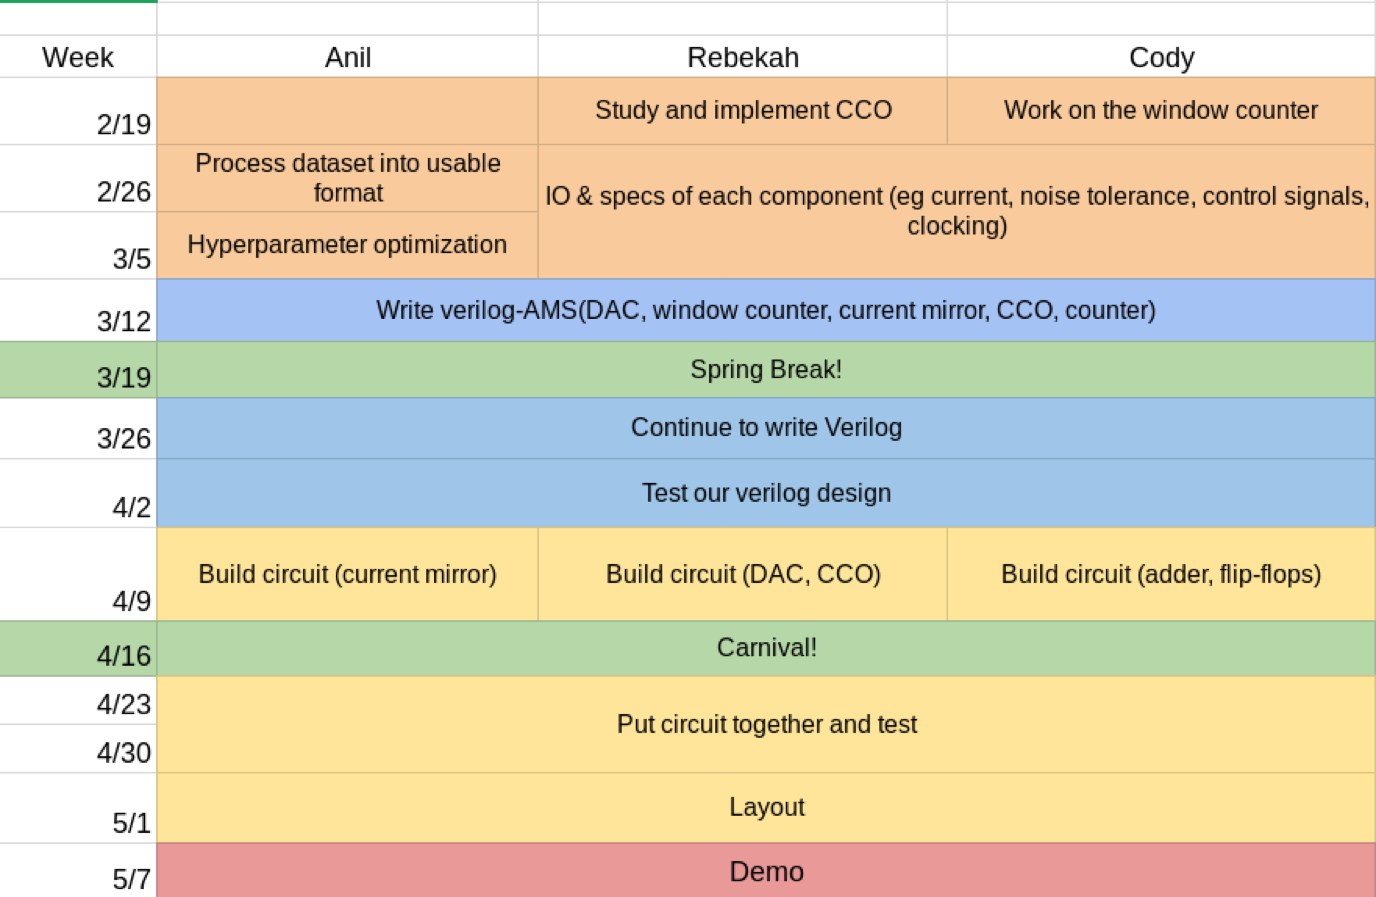 Week Anil Rebekah Cody
2/19 Study and implement CCO Work on the window counter
2/26 Process dataset into usable
format
IO & specs of each component (eg current, noise tolerance, control signals,
clocking)
3/5 Hyperparameter optimization
3/12 Write verilog-AMS(DAC, window counter, current mirror, CCO, counter)
3/19 Spring Break!
3/26 Continue to write Verilog
4/2 Test our verilog design
4/9 Build circuit (current mirror) Build circuit (DAC, CCO) Build circuit (adder, flip-flops)
4/16 Carnival!
4/23
Put circuit together and test
4/30
5/1 Layout
5/7 Demo